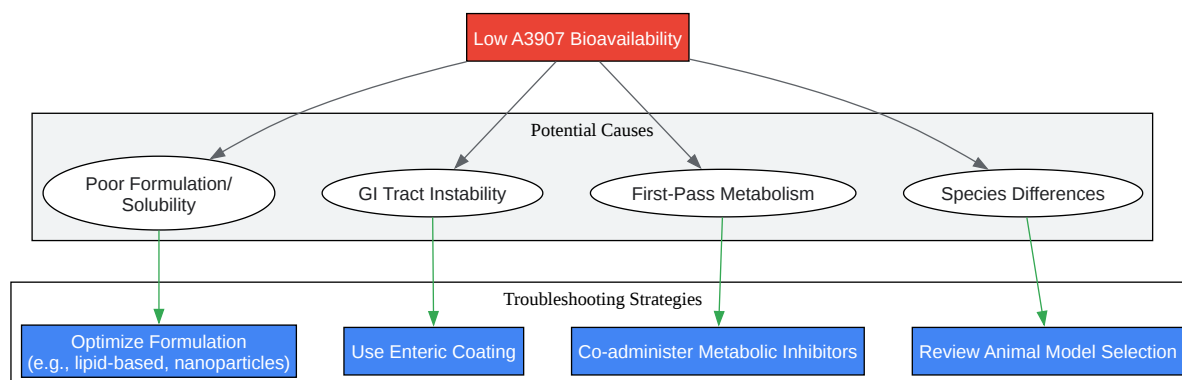 Low A3907 Bioavailability
Potential Causes
Poor Formulation/
Solubility
GI Tract Instability
First-Pass Metabolism
Species Differences
Troubleshooting Strategies
Optimize Formulation
(e.g., lipid-based, nanoparticles)
Use Enteric Coating
Co-administer Metabolic Inhibitors
Review Animal Model Selection